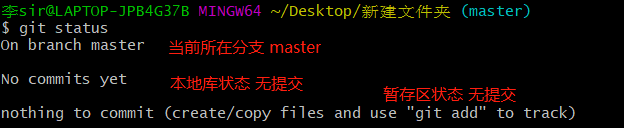 李sir@LAPTOP-JPB4G37B MINGW64 ~/Desktop/新建文件夹 (master)
$ git status
On branch master 当前所在分支 master
No commits yet 本地库状态 无提交
暂存区状态 无提交
nothing to commit (create/copy files and use "git add" to track)